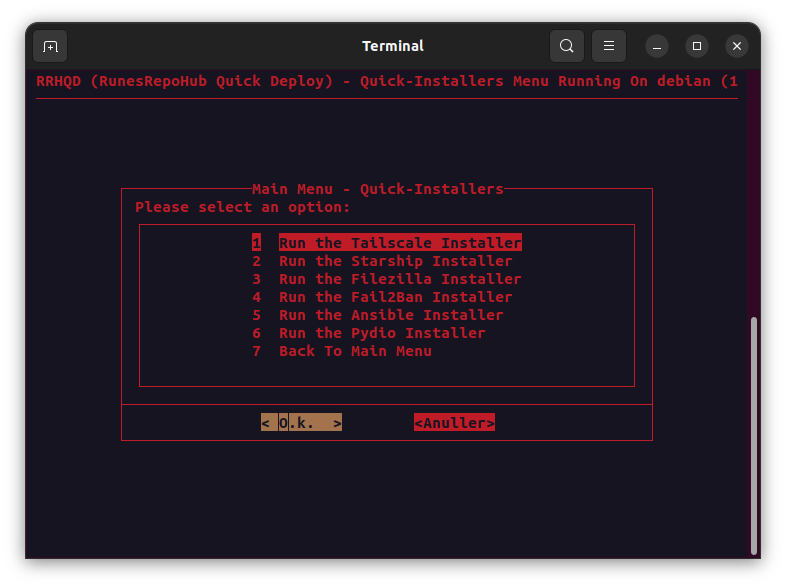 Terminal
RRHQD (RunesRepoHub Quick Deploy) - Quick-Installers Menu Running On debian (1
Main Menu - Quick-Installers
Please select an option:
1 Run the Tailscale Installer
2 Run the Starship Installer
3 Run the Filezilla Installer
4 Run the Fail2Ban Installer
5 Run the Ansible Installer
6 Run the Pydio Installer
7 Back To Main Menu
< O.k. > <Anuller>